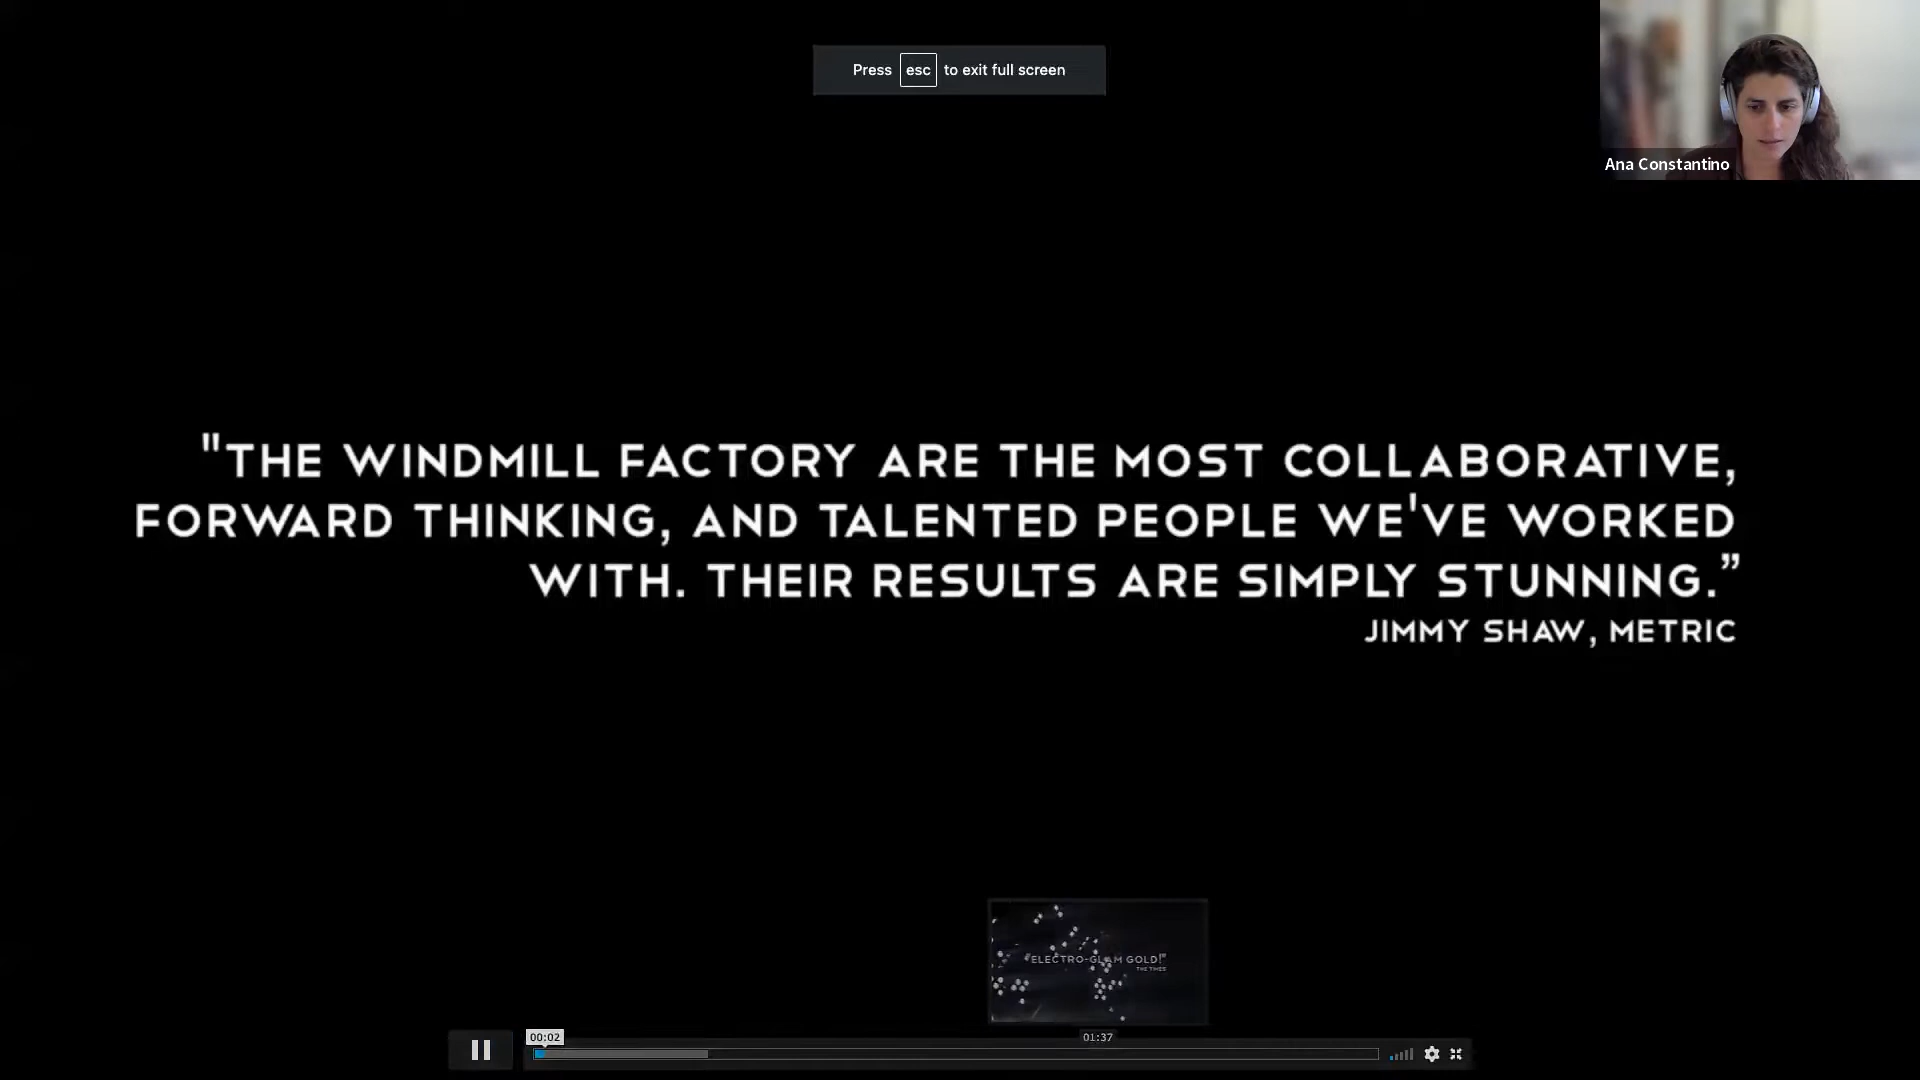 Press esc to exit full screen
Ana Constantino
"THE WINDMILL FACTORY ARE THE MOST COLLABORATIVE,
FORWARD THINKING, AND TALENTED PEOPLE WE'VE WORKED
WITH. THEIR RESULTS ARE SIMPLY STUNNING.”
JIMMY SHAW, METRIC
"ELECTRO-GLAM GOLD!"
THE TIMES
00:02
01:37